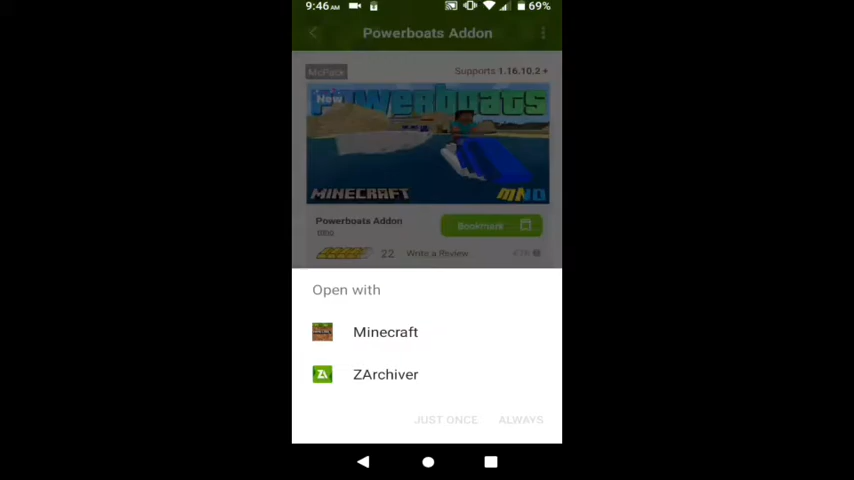 9:46 AM 69%
Powerboats Addon
McPack
Supports 1.16.10.2 +
New
POWERBOATS
MINECRAFT
Powerboats Addon
Bookmark
22 Write a Review
Open with
Minecraft
ZArchiver
JUST ONCE ALWAYS